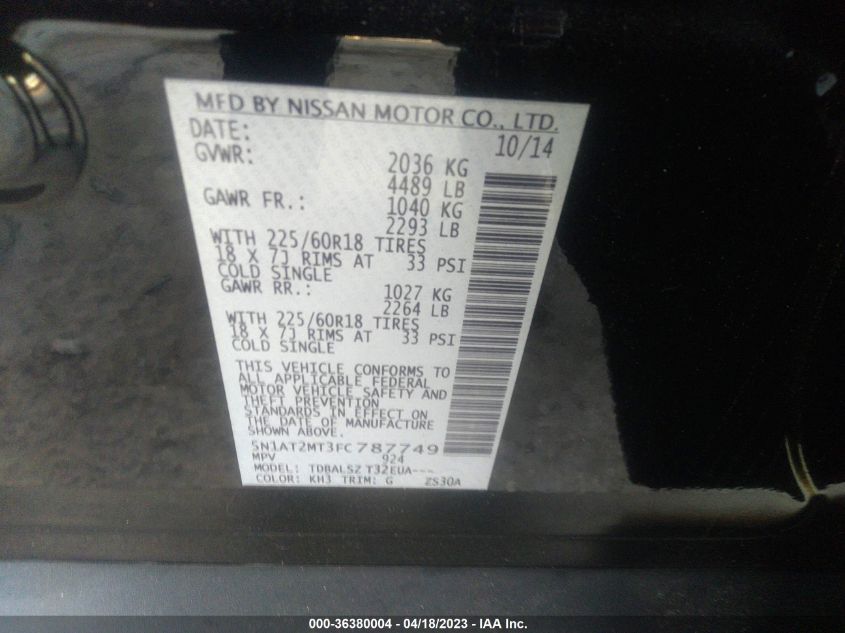 MFD BY NISSAN MOTOR CO., LTD.
DATE: 10/14
GVWR: 2036 KG
4489 LB
GAWR FR.: 1040 KG
2293 LB
WITH 225/60R18 TIRES
18 X 7J RIMS AT 33 PSI
COLD SINGLE
GAWR RR.: 1027 KG
2264 LB
WITH 225/60R18 TIRES
18 X 7J RIMS AT 33 PSI
COLD SINGLE
THIS VEHICLE CONFORMS TO
ALL APPLICABLE FEDERAL
MOTOR VEHICLE SAFETY AND
THEFT PREVENTION
STANDARDS IN EFFECT ON
THE DATE OF MANUFACTURE
SHOWN ABOVE.
5N1AT2MT3FC787749
MPV 924
MODEL: TDBALSZ T32EUA---
COLOR: KH3 TRIM: G ZS30A
000-36380004 - 04/18/2023 - IAA Inc.